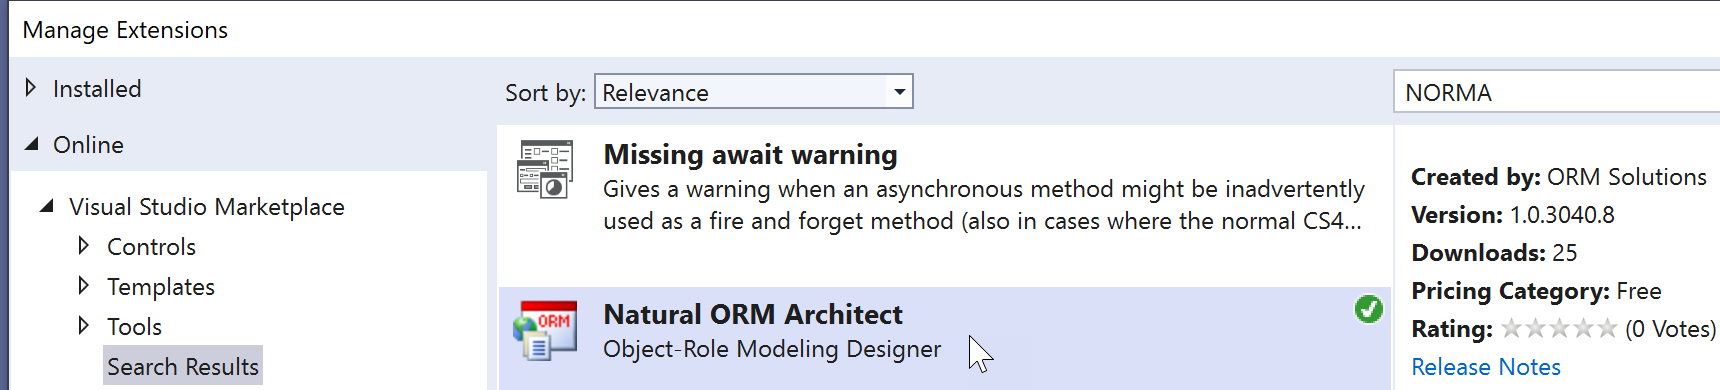 Manage Extensions
Installed
Online
Visual Studio Marketplace
Controls
Templates
Tools
Search Results
Sort by: Relevance
Missing await warning
Gives a warning when an asynchronous method might be inadvertently
used as a fire and forget method (also in cases where the normal CS4...
ORM
Natural ORM Architect
Object-Role Modeling Designer
NORMA
Created by: ORM Solutions
Version: 1.0.3040.8
Downloads: 25
Pricing Category: Free
Rating: (0 Votes)
Release Notes